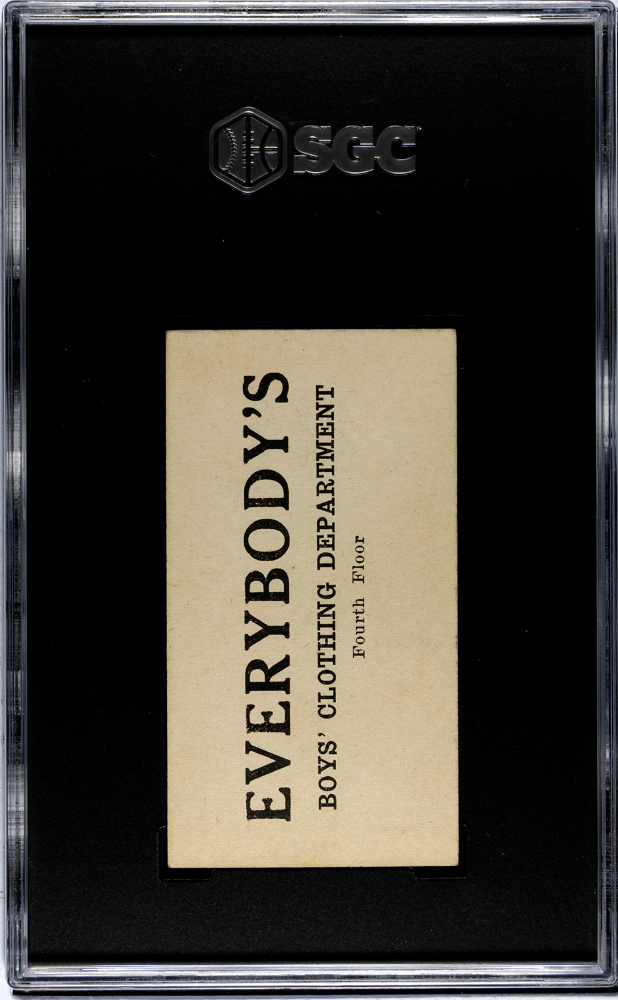 SGC
EVERYBODY'S
BOYS' CLOTHING DEPARTMENT
Fourth Floor